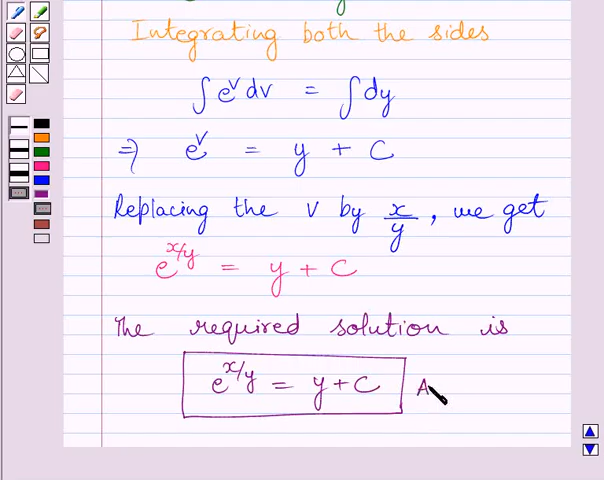 Integrating both the sides
∫ e^v dv = ∫ dy
⇒ e^v = y + C
Replacing the v by x/y, we get
e^{x/y} = y + C
The required solution is
e^{x/y} = y + C A